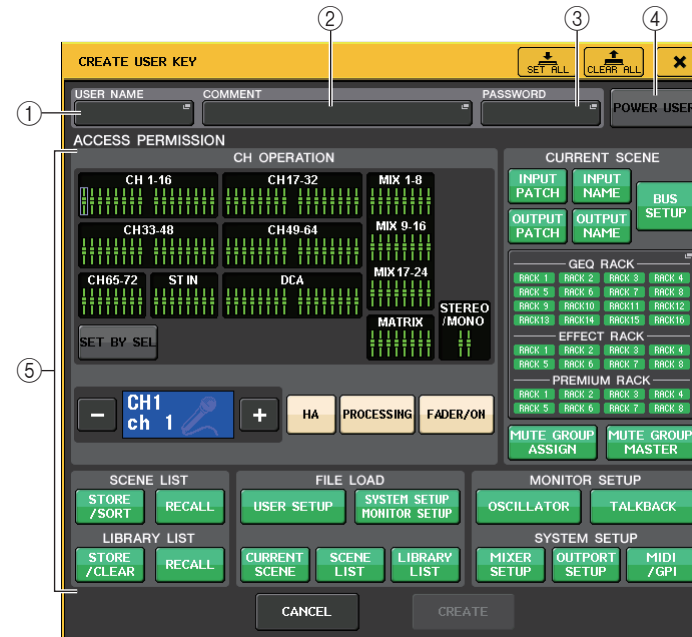 ② ③ ④
CREATE USER KEY SET ALL CLEAR ALL ×
①
USER NAME COMMENT PASSWORD POWER USER
⑤
ACCESS PERMISSION
CH OPERATION
CH 1-16 CH17-32 MIX 1-8
CH33-48 CH49-64 MIX 9-16
CH65-72 ST IN DCA MIX17-24
MATRIX STEREO /MONO
SET BY SEL
− CH1 ch 1 + HA PROCESSING FADER/ON
CURRENT SCENE
INPUT PATCH INPUT NAME BUS SETUP
OUTPUT PATCH OUTPUT NAME
GEQ RACK
RACK 1 RACK 2 RACK 3 RACK 4
RACK 5 RACK 6 RACK 7 RACK 8
RACK 9 RACK10 RACK11 RACK12
RACK13 RACK14 RACK15 RACK16
EFFECT RACK
RACK 1 RACK 2 RACK 3 RACK 4
RACK 5 RACK 6 RACK 7 RACK 8
PREMIUM RACK
RACK 1 RACK 2 RACK 3 RACK 4
RACK 5 RACK 6 RACK 7 RACK 8
MUTE GROUP ASSIGN MUTE GROUP MASTER
SCENE LIST
STORE /SORT RECALL
LIBRARY LIST
STORE /CLEAR RECALL
FILE LOAD
USER SETUP SYSTEM SETUP MONITOR SETUP
CURRENT SCENE SCENE LIST LIBRARY LIST
MONITOR SETUP
OSCILLATOR TALKBACK
SYSTEM SETUP
MIXER SETUP OUTPORT SETUP MIDI /GPI
CANCEL CREATE